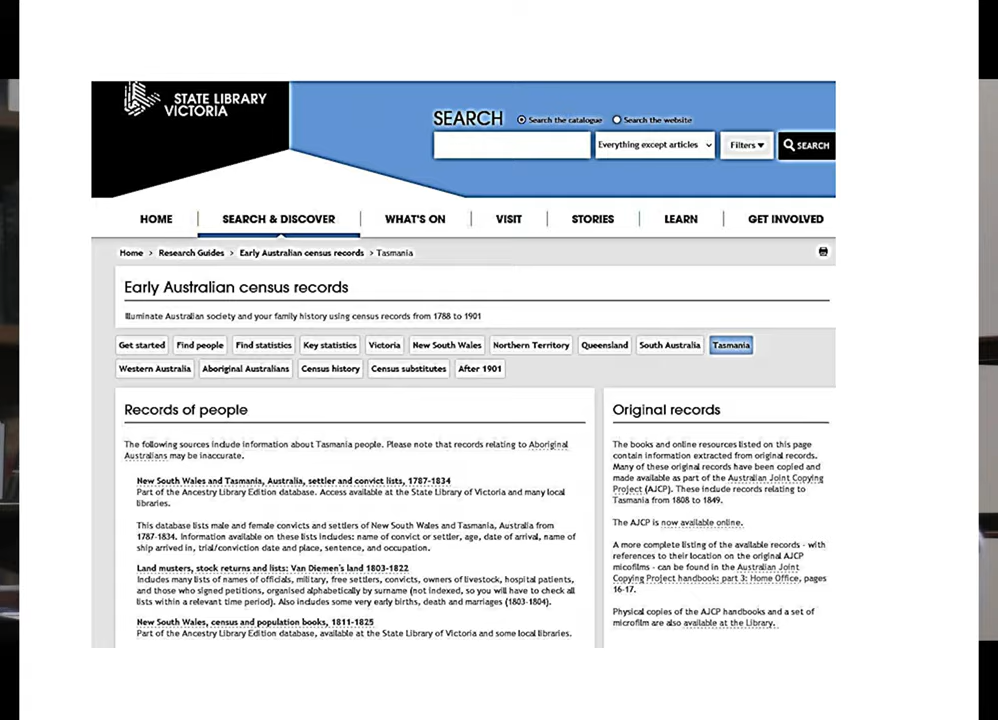 STATE LIBRARY
VICTORIA
SEARCH Search the catalogue Search the website
Everything except articles Filters SEARCH
HOME SEARCH & DISCOVER WHAT'S ON VISIT STORIES LEARN GET INVOLVED
Home > Research Guides > Early Australian census records > Tasmania
Early Australian census records
Illuminate Australian society and your family history using census records from 1788 to 1901
Get started Find people Find statistics Key statistics Victoria New South Wales Northern Territory Queensland South Australia Tasmania
Western Australia Aboriginal Australians Census history Census substitutes After 1901
Records of people
The following sources include information about Tasmania people. Please note that records relating to Aboriginal
Australians may be inaccurate.
New South Wales and Tasmania, Australia, settler and convict lists, 1787-1834
Part of the Ancestry Library Edition database. Access available at the State Library of Victoria and many local
libraries.
This database lists male and female convicts and settlers of New South Wales and Tasmania, Australia from
1787-1834. Information available on these lists includes: name of convict or settler, age, date of arrival, name of
ship arrived in, trial/conviction date and place, sentence, and occupation.
Land musters, stock returns and lists: Van Diemen's land 1803-1822
Includes many lists of names of officials, military, free settlers, convicts, owners of livestock, hospital patients,
and those who signed petitions, organised alphabetically by surname (not indexed, so you will have to check all
lists within a relevant time period). Also includes some very early births, death and marriages (1803-1804).
New South Wales, census and population books, 1811-1825
Part of the Ancestry Library Edition database, available at the State Library of Victoria and some local libraries.
Original records
The books and online resources listed on this page
contain information extracted from original records.
Many of these original records have been copied and
made available as part of the Australian Joint Copying
Project (AJCP). These include records relating to
Tasmania from 1808 to 1849.
The AJCP is now available online.
A more complete listing of the available records - with
references to their location on the original AJCP
micofilms - can be found in the Australian Joint
Copying Project handbook: part 3: Home Office, pages
16-17.
Physical copies of the AJCP handbooks and a set of
microfilm are also available at the Library.